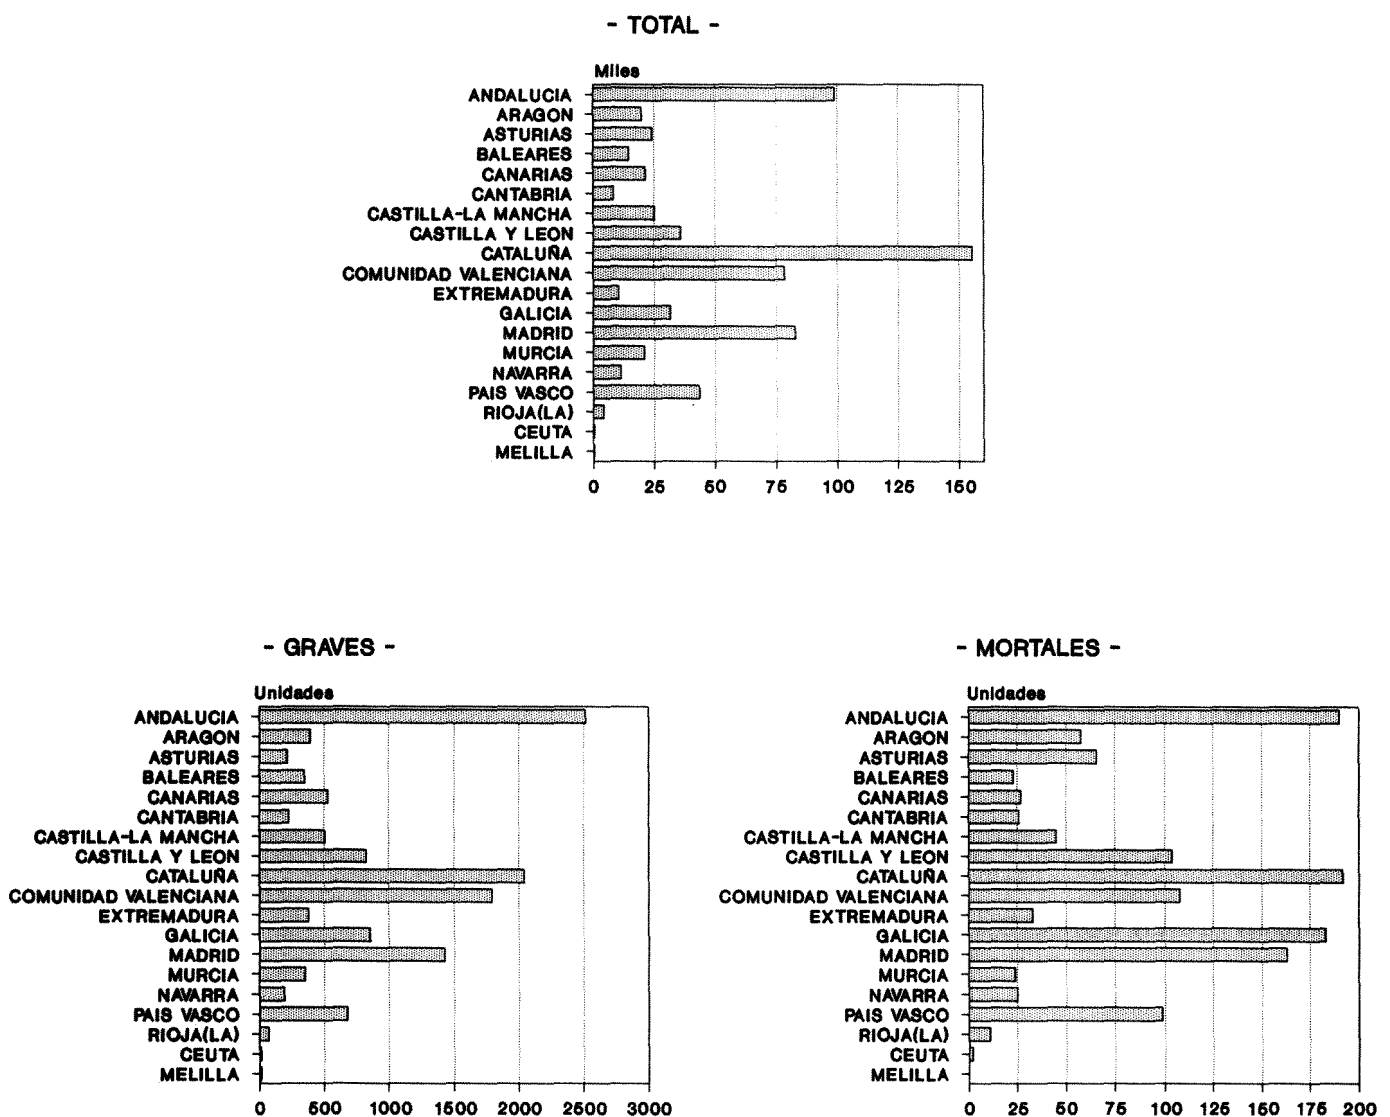 - TOTAL -
Miles
ANDALUCIA
ARAGON
ASTURIAS
BALEARES
CANARIAS
CANTABRIA
CASTILLA-LA MANCHA
CASTILLA Y LEON
CATALUÑA
COMUNIDAD VALENCIANA
EXTREMADURA
GALICIA
MADRID
MURCIA
NAVARRA
PAIS VASCO
RIOJA(LA)
CEUTA
MELILLA
0 25 50 75 100 125 150
- GRAVES -
Unidades
ANDALUCIA
ARAGON
ASTURIAS
BALEARES
CANARIAS
CANTABRIA
CASTILLA-LA MANCHA
CASTILLA Y LEON
CATALUÑA
COMUNIDAD VALENCIANA
EXTREMADURA
GALICIA
MADRID
MURCIA
NAVARRA
PAIS VASCO
RIOJA(LA)
CEUTA
MELILLA
0 500 1000 1500 2000 2500 3000
- MORTALES -
Unidades
ANDALUCIA
ARAGON
ASTURIAS
BALEARES
CANARIAS
CANTABRIA
CASTILLA-LA MANCHA
CASTILLA Y LEON
CATALUÑA
COMUNIDAD VALENCIANA
EXTREMADURA
GALICIA
MADRID
MURCIA
NAVARRA
PAIS VASCO
RIOJA(LA)
CEUTA
MELILLA
0 25 50 75 100 125 150 175 200